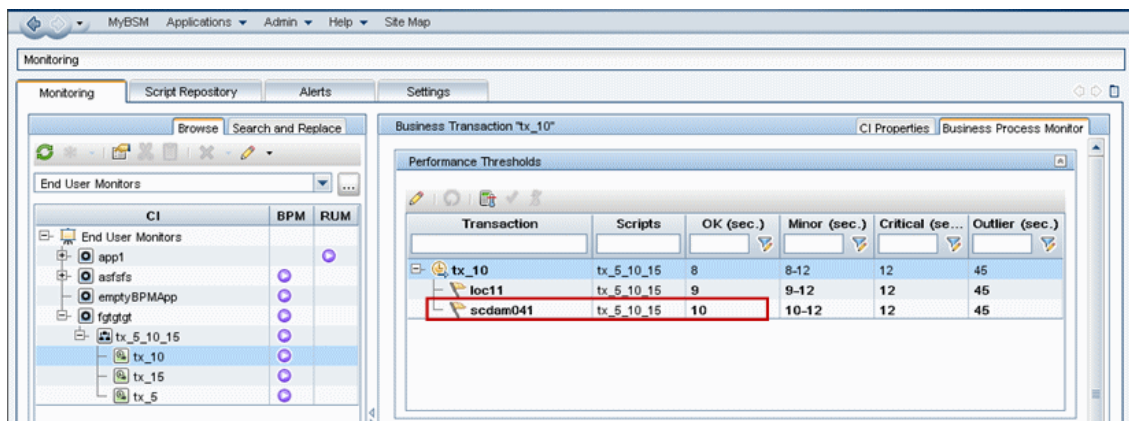 MyBSM Applications Admin Help Site Map
Monitoring
Monitoring Script Repository Alerts Settings
Browse Search and Replace
End User Monitors ...
CI BPM RUM
End User Monitors
app1
asfsfs
emptyBPMApp
fgtgtgt
tx_5_10_15
tx_10
tx_15
tx_5
Business Transaction "tx_10" CI Properties Business Process Monitor
Performance Thresholds
Transaction Scripts OK (sec.) Minor (sec.) Critical (se... Outlier (sec.)
tx_10 tx_5_10_15 8 8-12 12 45
loc11 tx_5_10_15 9 9-12 12 45
scdam041 tx_5_10_15 10 10-12 12 45